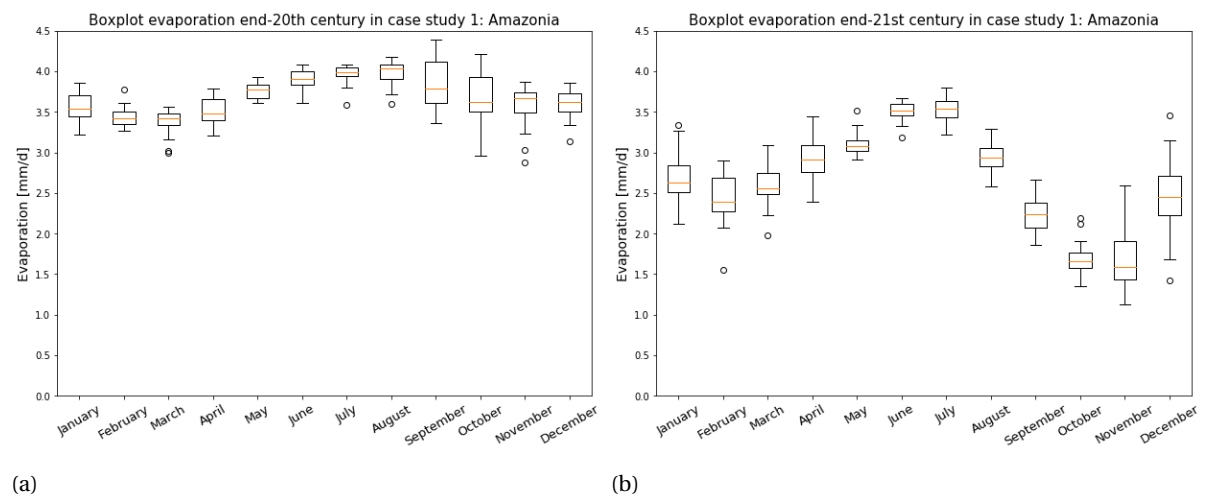 Boxplot evaporation end-20th century in case study 1: Amazonia
Evaporation [mm/d]
4.5
4.0
3.5
3.0
2.5
2.0
1.5
1.0
0.5
0.0
January February March April May June July August September October November December
(a)
Boxplot evaporation end-21st century in case study 1: Amazonia
Evaporation [mm/d]
4.5
4.0
3.5
3.0
2.5
2.0
1.5
1.0
0.5
0.0
January February March April May June July August September October November December
(b)